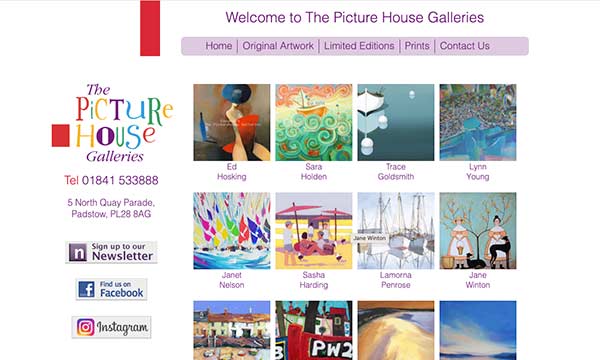 Welcome to The Picture House Galleries
Home | Original Artwork | Limited Editions | Prints | Contact Us
The
PiCTURe
HOUSe
Galleries
Tel 01841 533888
5 North Quay Parade,
Padstow, PL28 8AG
n Sign up to our
Newsletter
f Find us on
Facebook
Instagram
Ed
Hosking
Sara
Holden
Trace
Goldsmith
Lynn
Young
Janet
Nelson
Sasha
Harding
Jane Winton
Lamorna
Penrose
Jane
Winton
PW2